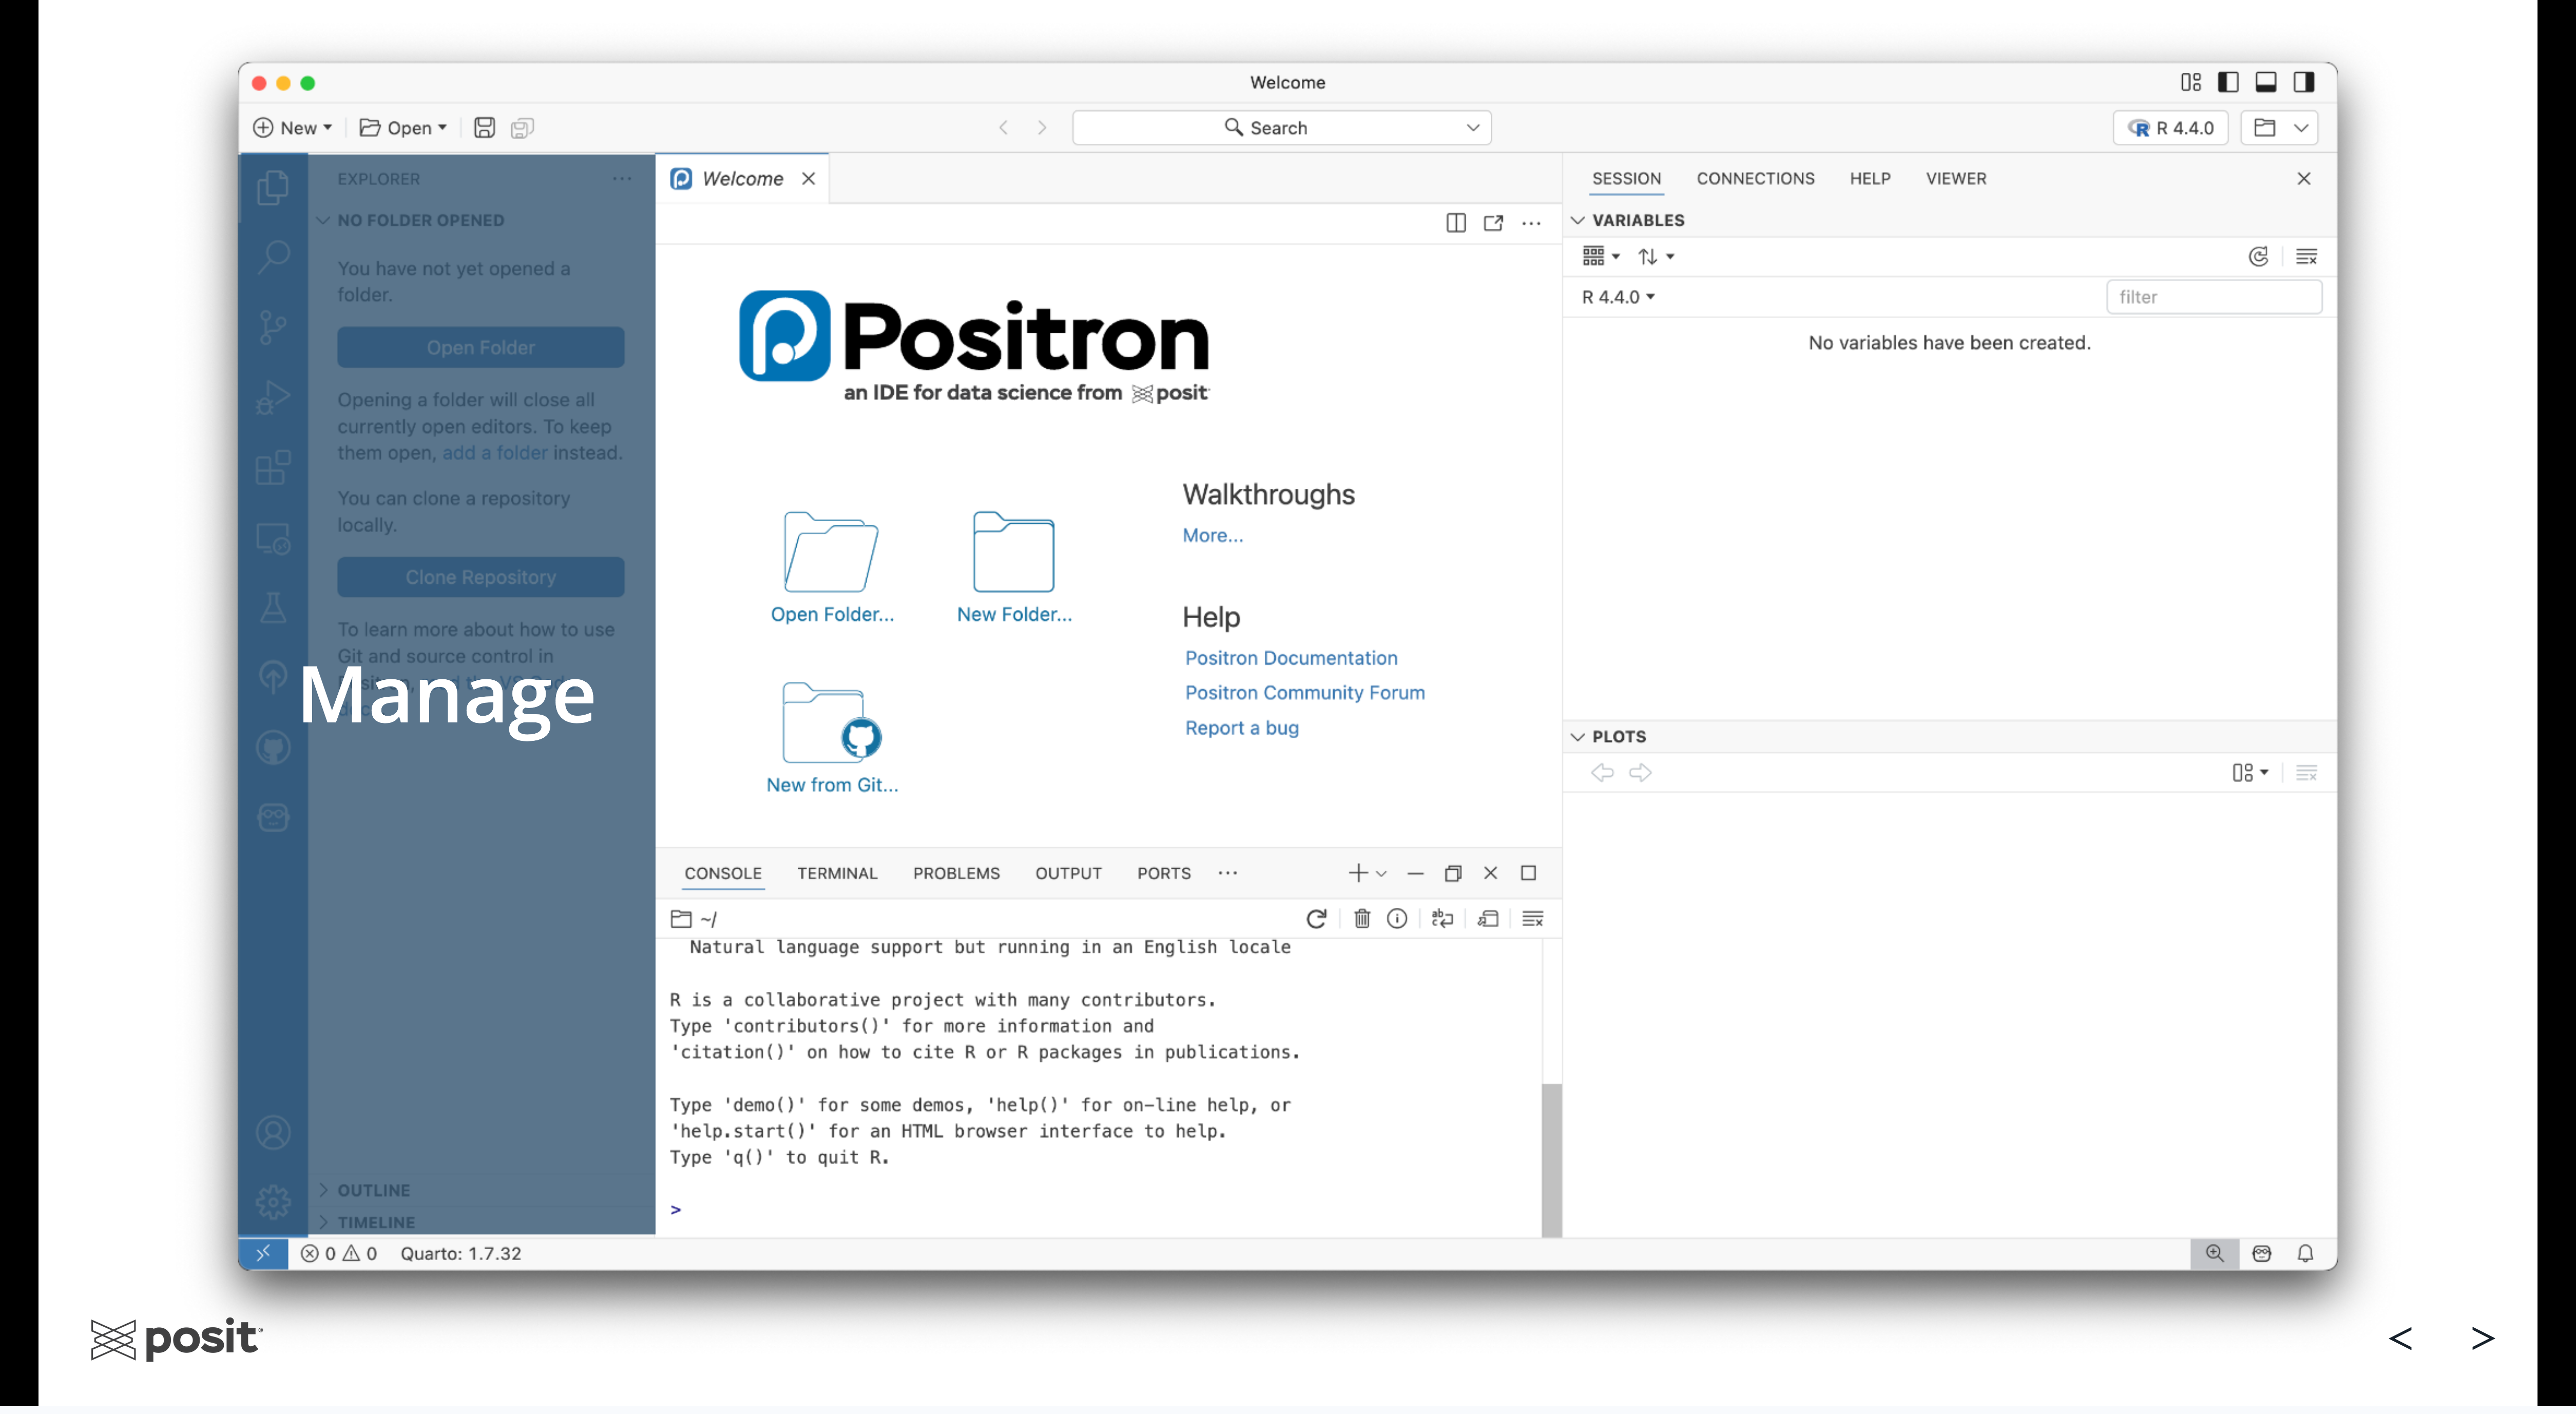 Welcome
New
Open
Search
R 4.4.0
EXPLORER
NO FOLDER OPENED
You have not yet opened a
folder.
Open Folder
Opening a folder will close all
currently open editors. To keep
them open, add a folder instead.
You can clone a repository
locally.
Clone Repository
To learn more about how to use
Git and source control in
Manage
OUTLINE
TIMELINE
Welcome
Positron
an IDE for data science from posit
Open Folder...
New Folder...
New from Git...
Walkthroughs
More...
Help
Positron Documentation
Positron Community Forum
Report a bug
CONSOLE TERMINAL PROBLEMS OUTPUT PORTS
~/
Natural language support but running in an English locale
R is a collaborative project with many contributors.
Type 'contributors()' for more information and
'citation()' on how to cite R or R packages in publications.
Type 'demo()' for some demos, 'help()' for on-line help, or
'help.start()' for an HTML browser interface to help.
Type 'q()' to quit R.
>
SESSION CONNECTIONS HELP VIEWER
VARIABLES
R 4.4.0
filter
No variables have been created.
PLOTS
0 0 Quarto: 1.7.32
posit
< >